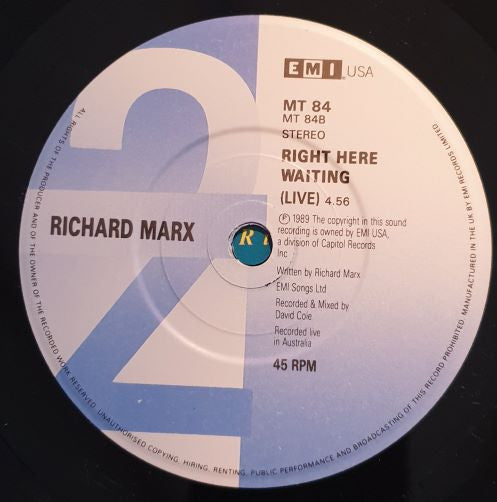 EMI USA
MT 84
MT 84B
STEREO
RIGHT HERE
WAiTING
(LIVE) 4.56
℗ 1989 The copyright in this sound
recording is owned by EMI USA,
a division of Capitol Records
Inc
Written by Richard Marx
EMI Songs Ltd
Recorded & Mixed by
David Cole
Recorded live
in Australia
45 RPM
RICHARD MARX
21
R
ALL RIGHTS OF THE PRODUCER AND OF THE OWNER OF THE RECORDED WORK RESERVED. UNAUTHORISED COPYING, HIRING, RENTING, PUBLIC PERFORMANCE AND BROADCASTING OF THIS RECORD PROHIBITED. MANUFACTURED IN THE UK BY EMI RECORDS LIMITED